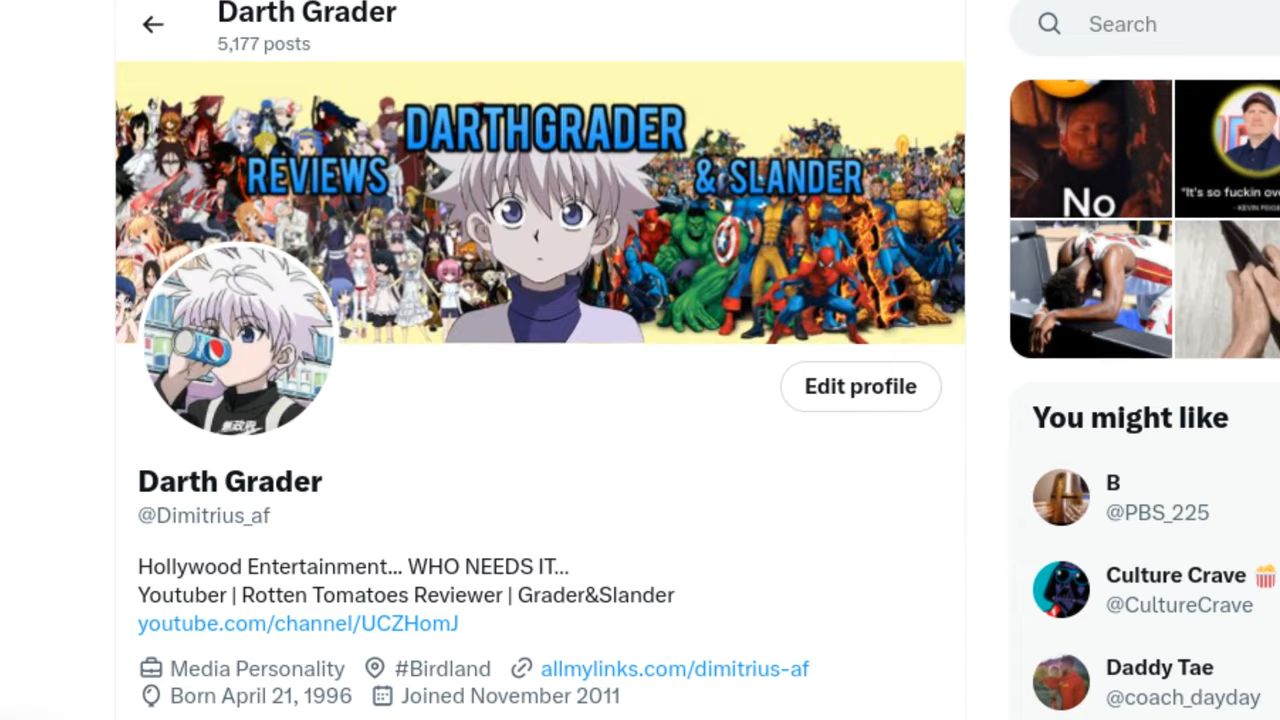 Darth Grader
5,177 posts
Search
DARTHGRADER
REVIEWS
& SLANDER
No
"It's so fuckin ov
Edit profile
You might like
Darth Grader
@Dimitrius_af
B
@PBS_225
Hollywood Entertainment... WHO NEEDS IT...
Youtuber | Rotten Tomatoes Reviewer | Grader&Slander
youtube.com/channel/UCZHomJ
Culture Crave 🍿
@CultureCrave
Media Personality #Birdland allmylinks.com/dimitrius-af
Born April 21, 1996 Joined November 2011
Daddy Tae
@coach_dayday